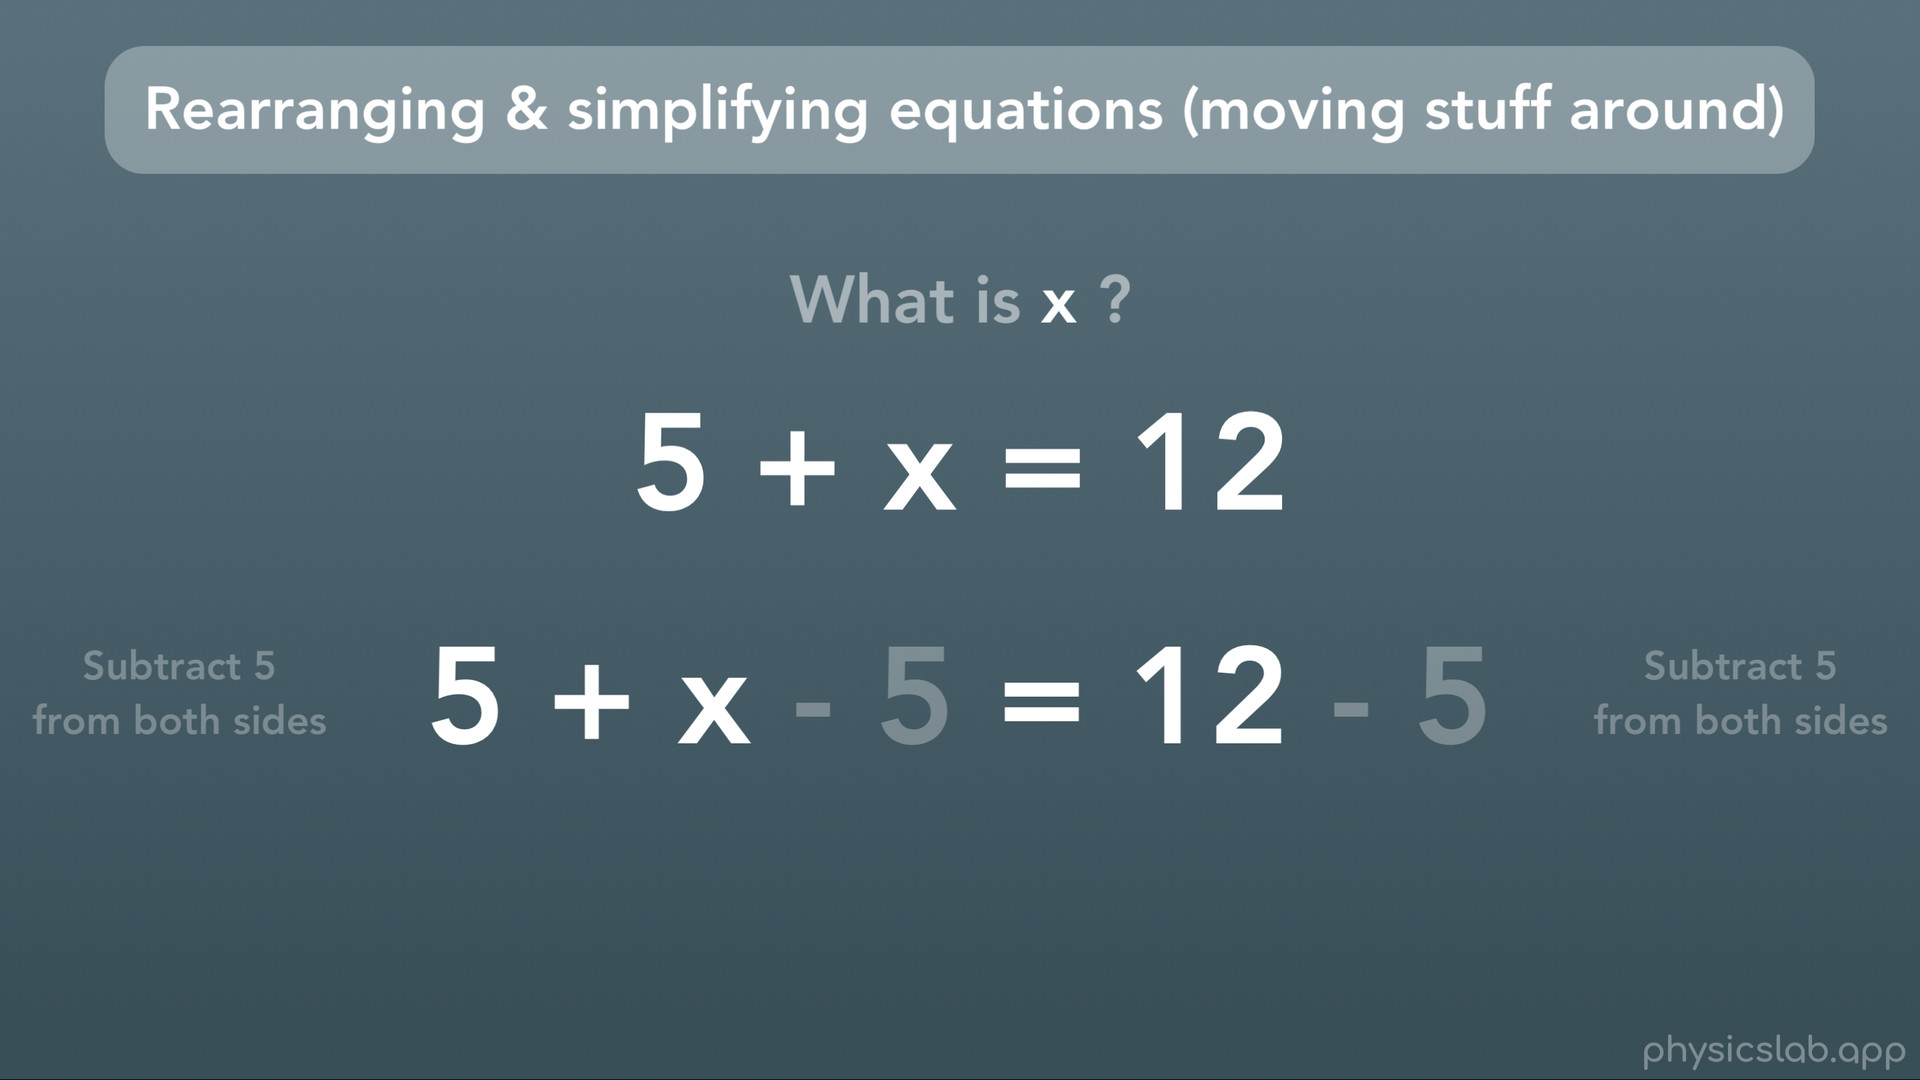 Rearranging & simplifying equations (moving stuff around)
What is x ?
5 + x = 12
Subtract 5
from both sides
5 + x - 5 = 12 - 5
Subtract 5
from both sides
physicslab.app